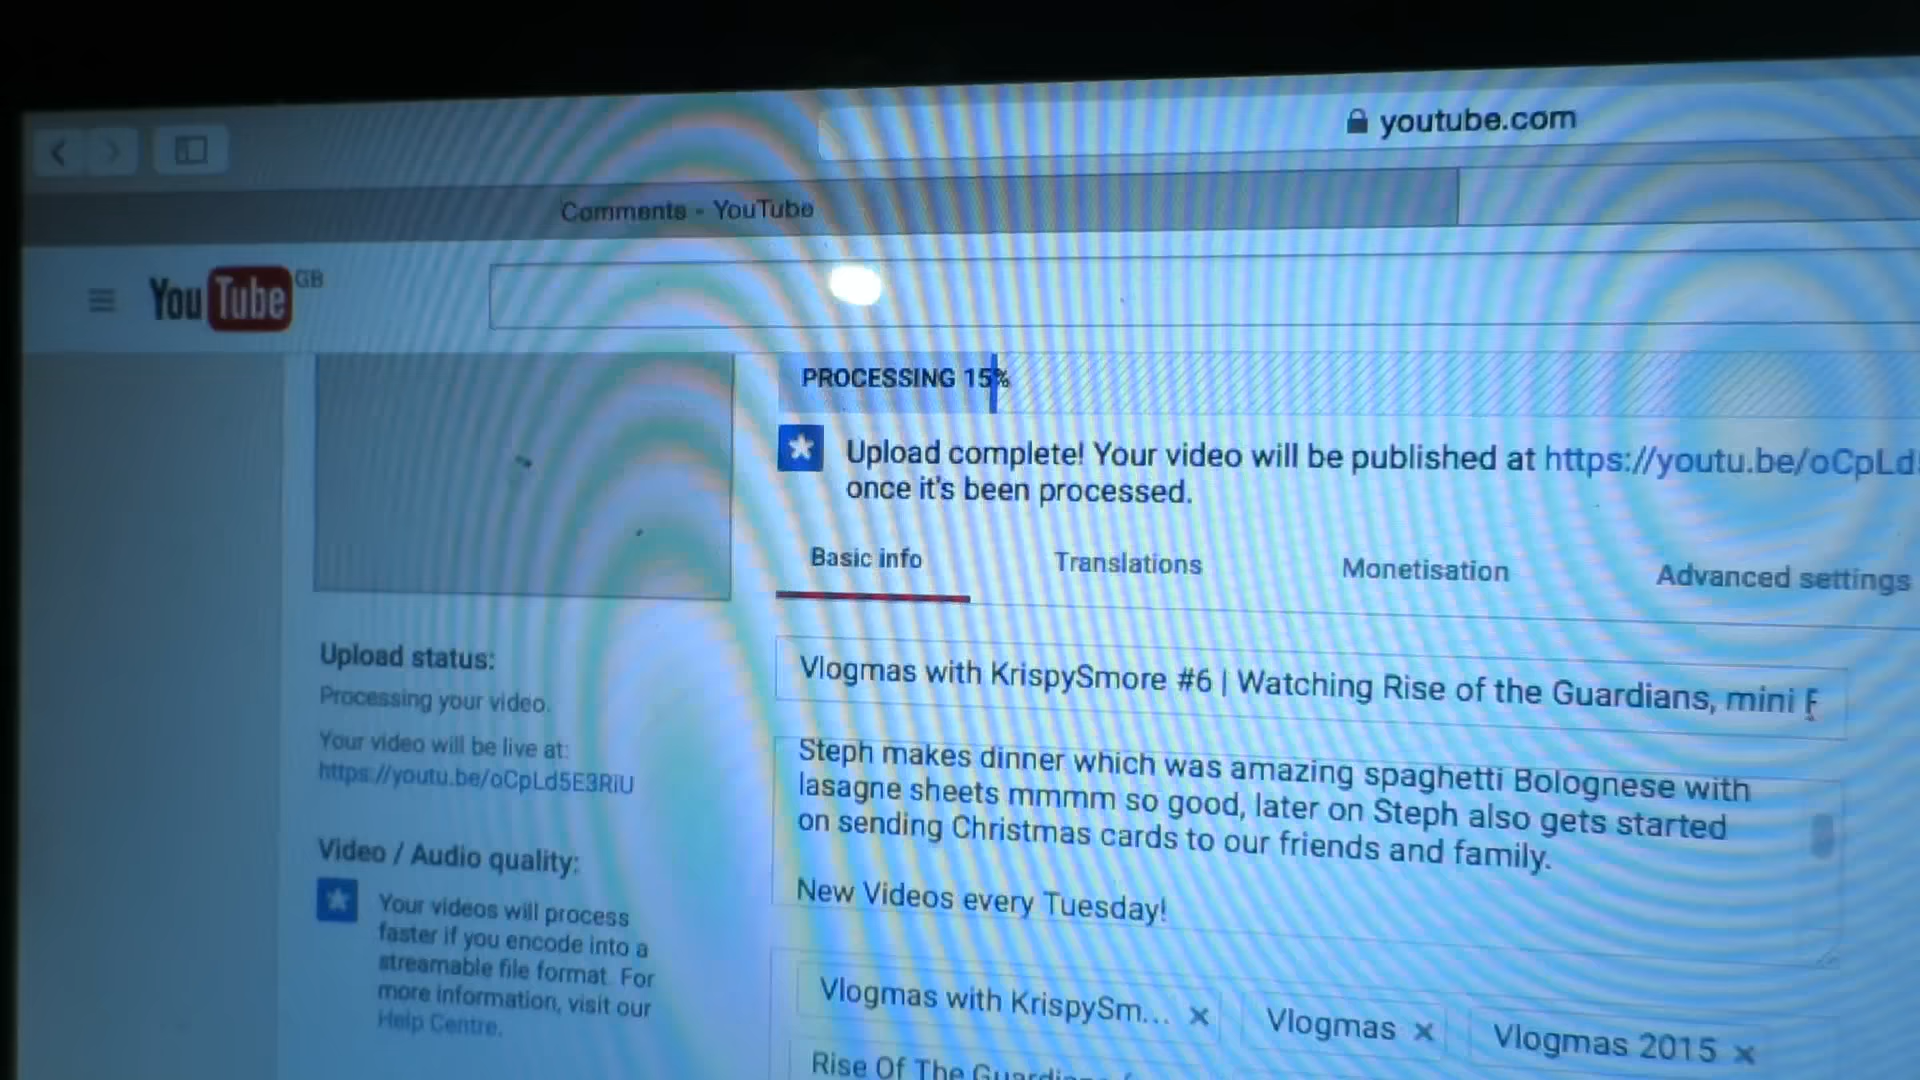 youtube.com
Comments - YouTube
YouTube GB
PROCESSING 15%
Upload complete! Your video will be published at https://youtu.be/oCpLd
once it's been processed.
Basic info
Translations
Monetisation
Advanced settings
Upload status:
Processing your video.
Your video will be live at:
https://youtu.be/oCpLd5E3RiU
Video / Audio quality:
Your videos will process
faster if you encode into a
streamable file format. For
more information, visit our
Help Centre.
Vlogmas with KrispySmore #6 | Watching Rise of the Guardians, mini
Steph makes dinner which was amazing spaghetti Bolognese with
lasagne sheets mmmm so good, later on Steph also gets started
on sending Christmas cards to our friends and family.
New Videos every Tuesday!
Vlogmas with KrispySm... ×
Vlogmas ×
Vlogmas 2015 ×
Rise Of The Guardians